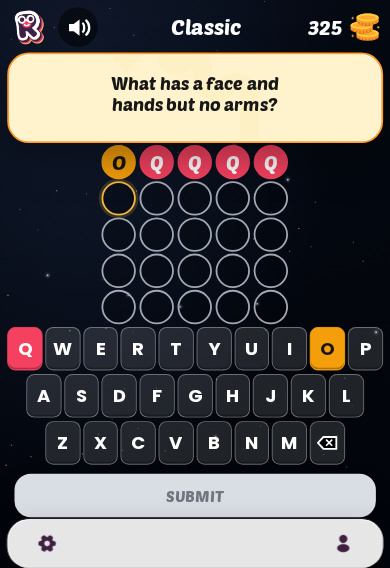 R
Classic
325
What has a face and
hands but no arms?
O Q Q Q Q
Q W E R T Y U I O P
A S D F G H J K L
Z X C V B N M
SUBMIT